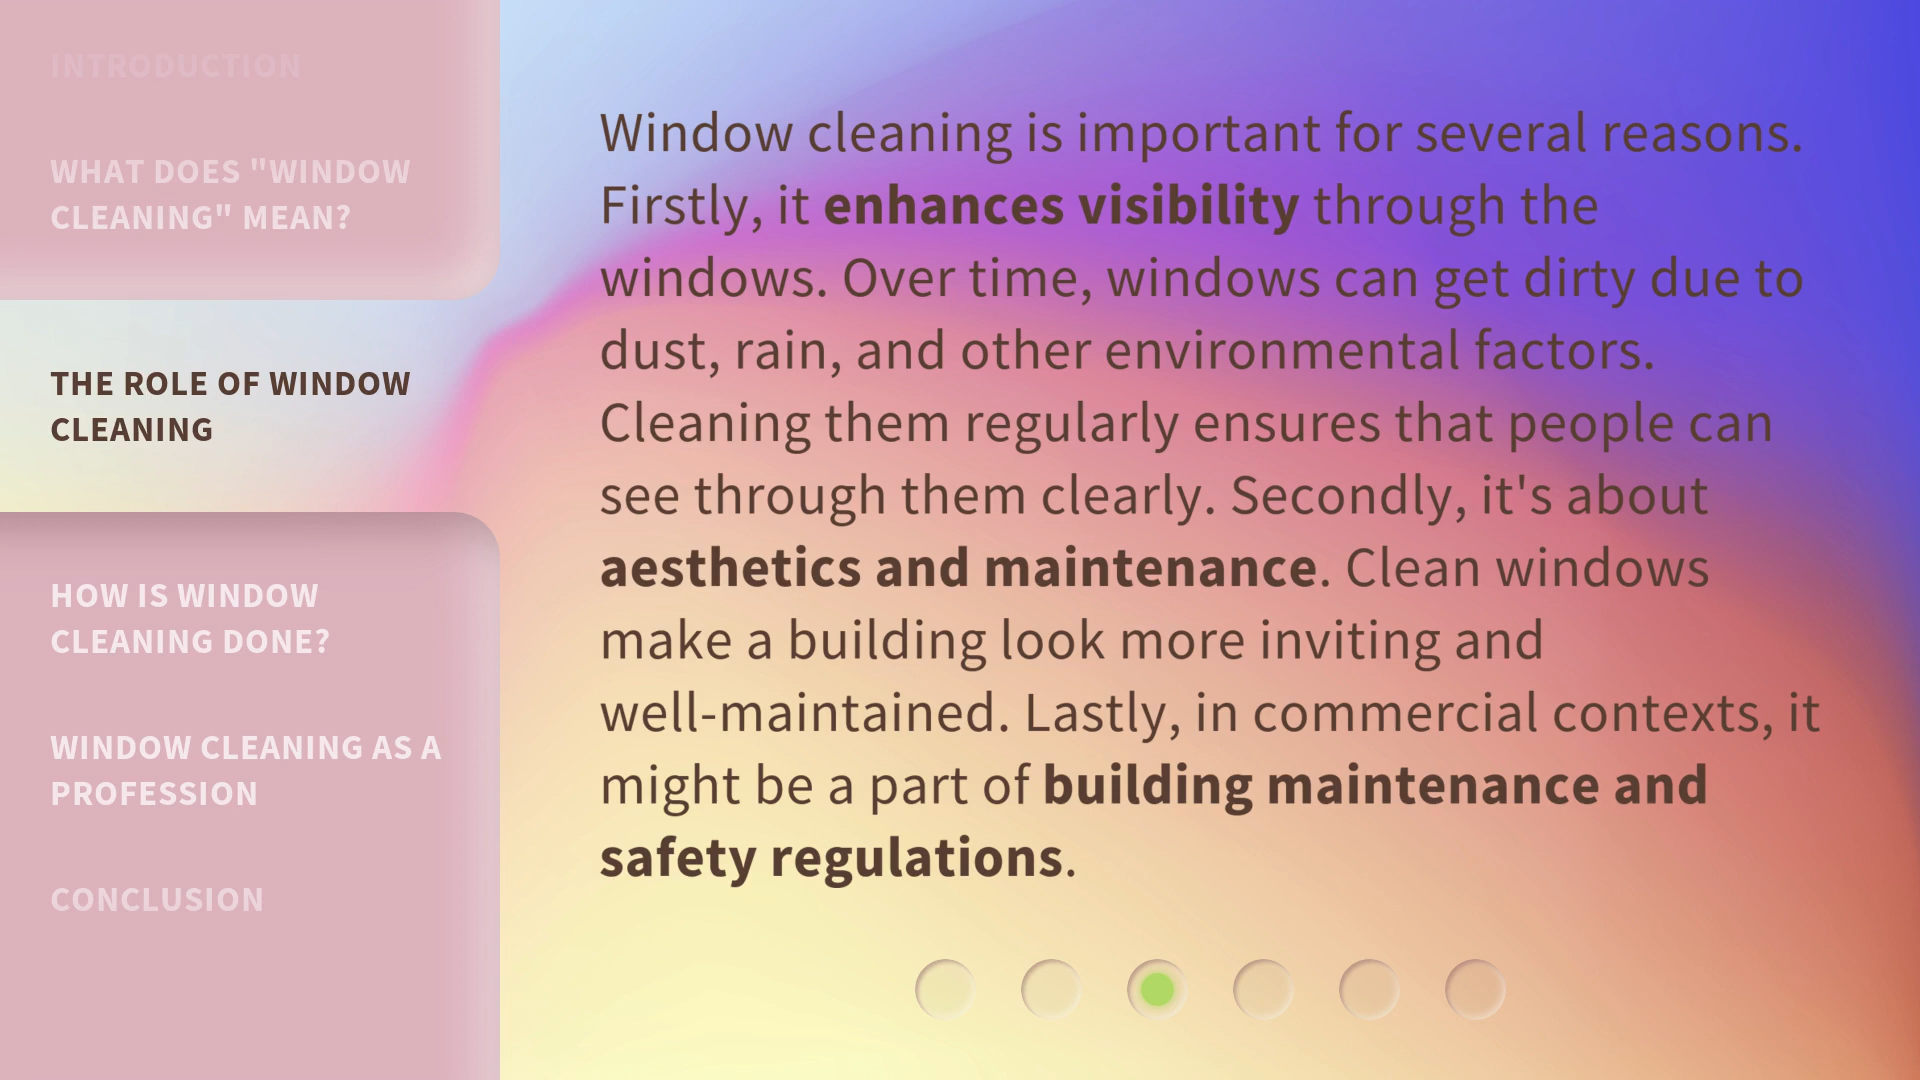 INTRODUCTION
WHAT DOES "WINDOW
CLEANING" MEAN?
THE ROLE OF WINDOW
CLEANING
HOW IS WINDOW
CLEANING DONE?
WINDOW CLEANING AS A
PROFESSION
CONCLUSION
Window cleaning is important for several reasons.
Firstly, it enhances visibility through the
windows. Over time, windows can get dirty due to
dust, rain, and other environmental factors.
Cleaning them regularly ensures that people can
see through them clearly. Secondly, it's about
aesthetics and maintenance. Clean windows
make a building look more inviting and
well-maintained. Lastly, in commercial contexts, it
might be a part of building maintenance and
safety regulations.